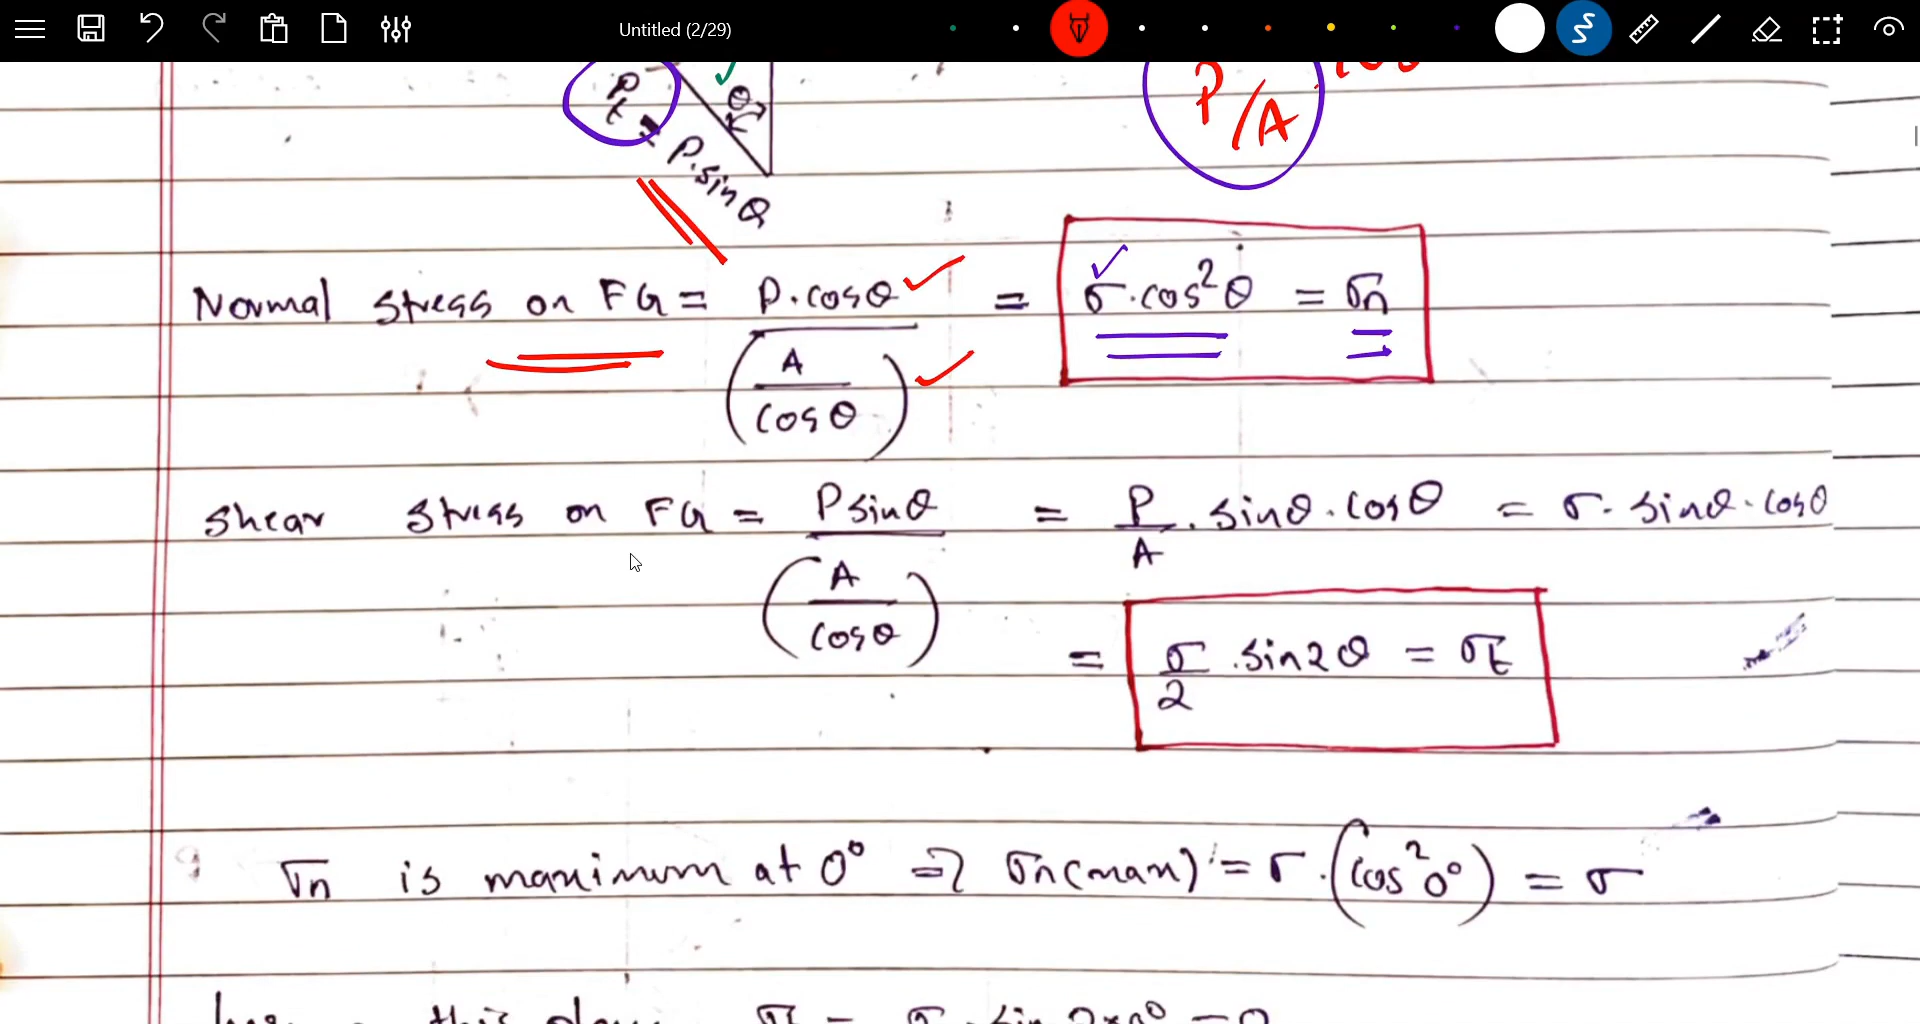 Untitled (2/29)
Pt = P.sinθ
θ
P/A
Normal stress on FG = P.cosθ / (A / cosθ) = σ.cos²θ = σn
Shear stress on FG = Psinθ / (A / cosθ) = P/A . sinθ.cosθ = σ. sinθ.cosθ
= σ/2 .sin2θ = σt
σn is maximum at 0° => σn(max) = σ.(cos²0°) = σ